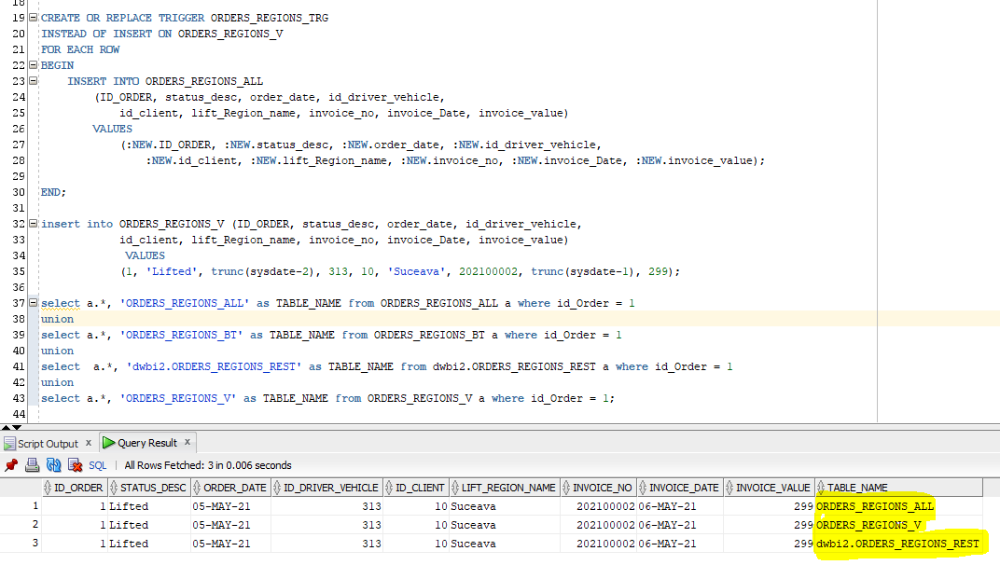 18
19 CREATE OR REPLACE TRIGGER ORDERS_REGIONS_TRG
20 INSTEAD OF INSERT ON ORDERS_REGIONS_V
21 FOR EACH ROW
22 BEGIN
23 INSERT INTO ORDERS_REGIONS_ALL
24 (ID_ORDER, status_desc, order_date, id_driver_vehicle,
25 id_client, lift_Region_name, invoice_no, invoice_Date, invoice_value)
26 VALUES
27 (:NEW.ID_ORDER, :NEW.status_desc, :NEW.order_date, :NEW.id_driver_vehicle,
28 :NEW.id_client, :NEW.lift_Region_name, :NEW.invoice_no, :NEW.invoice_Date, :NEW.invoice_value);
29
30 END;
31
32 insert into ORDERS_REGIONS_V (ID_ORDER, status_desc, order_date, id_driver_vehicle,
33 id_client, lift_Region_name, invoice_no, invoice_Date, invoice_value)
34 VALUES
35 (1, 'Lifted', trunc(sysdate-2), 313, 10, 'Suceava', 202100002, trunc(sysdate-1), 299);
36
37 select a.*, 'ORDERS_REGIONS_ALL' as TABLE_NAME from ORDERS_REGIONS_ALL a where id_Order = 1
38 union
39 select a.*, 'ORDERS_REGIONS_BT' as TABLE_NAME from ORDERS_REGIONS_BT a where id_Order = 1
40 union
41 select a.*, 'dwbi2.ORDERS_REGIONS_REST' as TABLE_NAME from dwbi2.ORDERS_REGIONS_REST a where id_Order = 1
42 union
43 select a.*, 'ORDERS_REGIONS_V' as TABLE_NAME from ORDERS_REGIONS_V a where id_Order = 1;
44
Script Output x Query Result x
SQL | All Rows Fetched: 3 in 0.006 seconds
ID_ORDER STATUS_DESC ORDER_DATE ID_DRIVER_VEHICLE ID_CLIENT LIFT_REGION_NAME INVOICE_NO INVOICE_DATE INVOICE_VALUE TABLE_NAME
1 1 Lifted 05-MAY-21 313 10 Suceava 202100002 06-MAY-21 299 ORDERS_REGIONS_ALL
2 1 Lifted 05-MAY-21 313 10 Suceava 202100002 06-MAY-21 299 ORDERS_REGIONS_V
3 1 Lifted 05-MAY-21 313 10 Suceava 202100002 06-MAY-21 299 dwbi2.ORDERS_REGIONS_REST